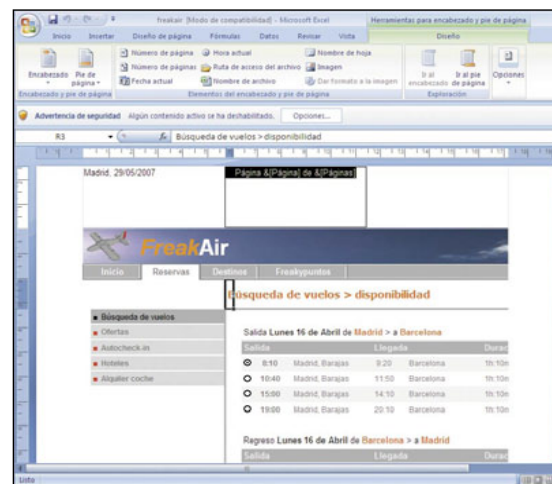 freakair [Modo de compatibilidad] - Microsoft Excel
Herramientas para encabezado y pie de página
Inicio Insertar Diseño de página Fórmulas Datos Revisar Vista Diseño
Número de página Hora actual Nombre de hoja
Número de páginas Ruta de acceso del archivo Imagen
Fecha actual Nombre de archivo Dar formato a la imagen
Encabezado Pie de página
Ir al encabezado Ir al pie de página
Opciones
Encabezado y pie de página Elementos del encabezado y pie de página Exploración
Advertencia de seguridad Algún contenido activo se ha deshabilitado. Opciones...
R3 fx Búsqueda de vuelos > disponibilidad
Madrid, 29/05/2007 Página &[Página] de &[Páginas]
FreakAir
Inicio Reservas Destinos Freakypuntos
Búsqueda de vuelos > disponibilidad
Búsqueda de vuelos
Ofertas
Autocheck-in
Hoteles
Alquiler coche
Salida Lunes 16 de Abril de Madrid > a Barcelona
Salida Llegada Durac
8:10 Madrid, Barajas 9:20 Barcelona 1h:10m
10:40 Madrid, Barajas 11:50 Barcelona 1h:10m
15:00 Madrid, Barajas 14:10 Barcelona 1h:10m
19:00 Madrid, Barajas 20:10 Barcelona 1h:10m
Regreso Lunes 16 de Abril de Barcelona > a Madrid
Salida Llegada Durac
Listo